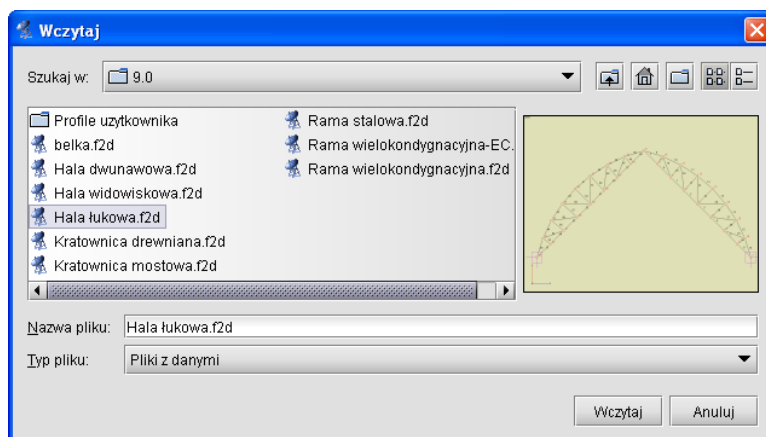 Wczytaj
Szukaj w: 9.0
Profile uzytkownika
belka.f2d
Hala dwunawowa.f2d
Hala widowiskowa.f2d
Hala łukowa.f2d
Kratownica drewniana.f2d
Kratownica mostowa.f2d
Rama stalowa.f2d
Rama wielokondygnacyjna-EC.
Rama wielokondygnacyjna.f2d
Nazwa pliku: Hala łukowa.f2d
Typ pliku: Pliki z danymi
Wczytaj Anuluj